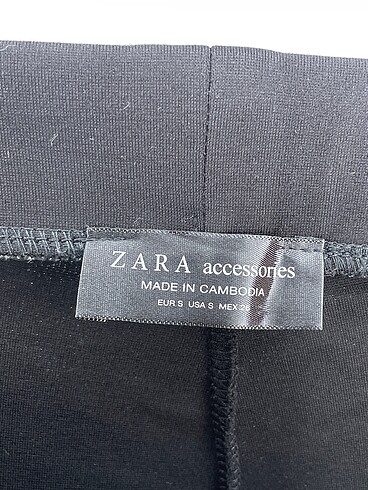 ZARA accessories
MADE IN CAMBODIA
EUR S USA S MEX 26